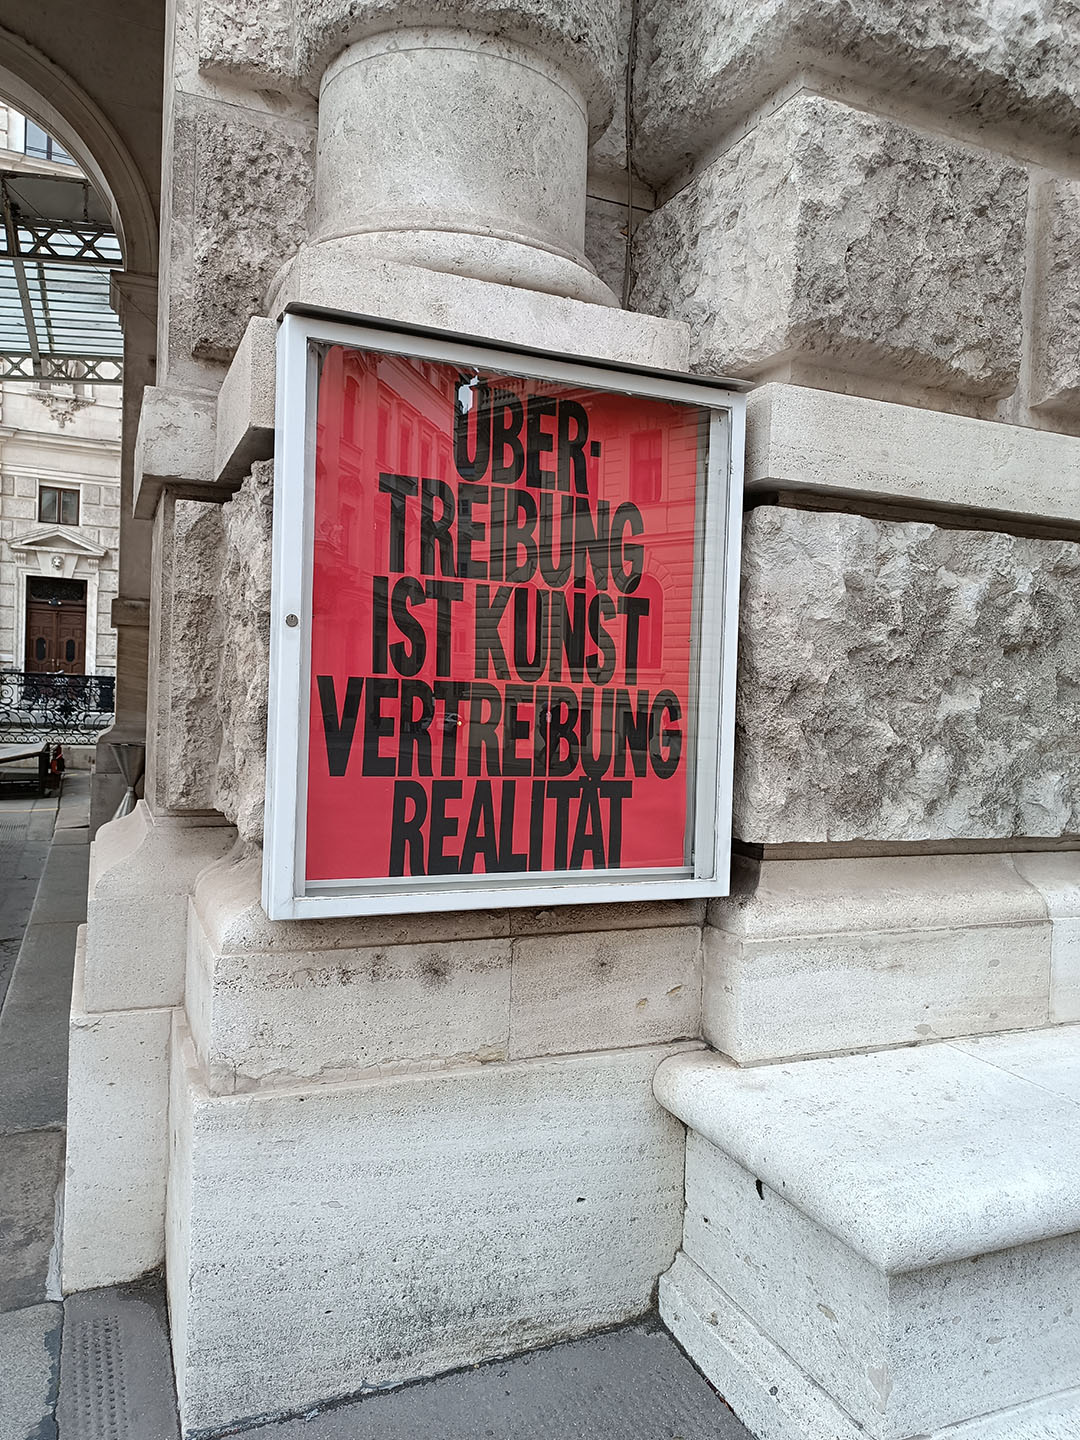 ÜBER-
TREIBUNG
IST KUNST
VERTREIBUNG
REALITÄT